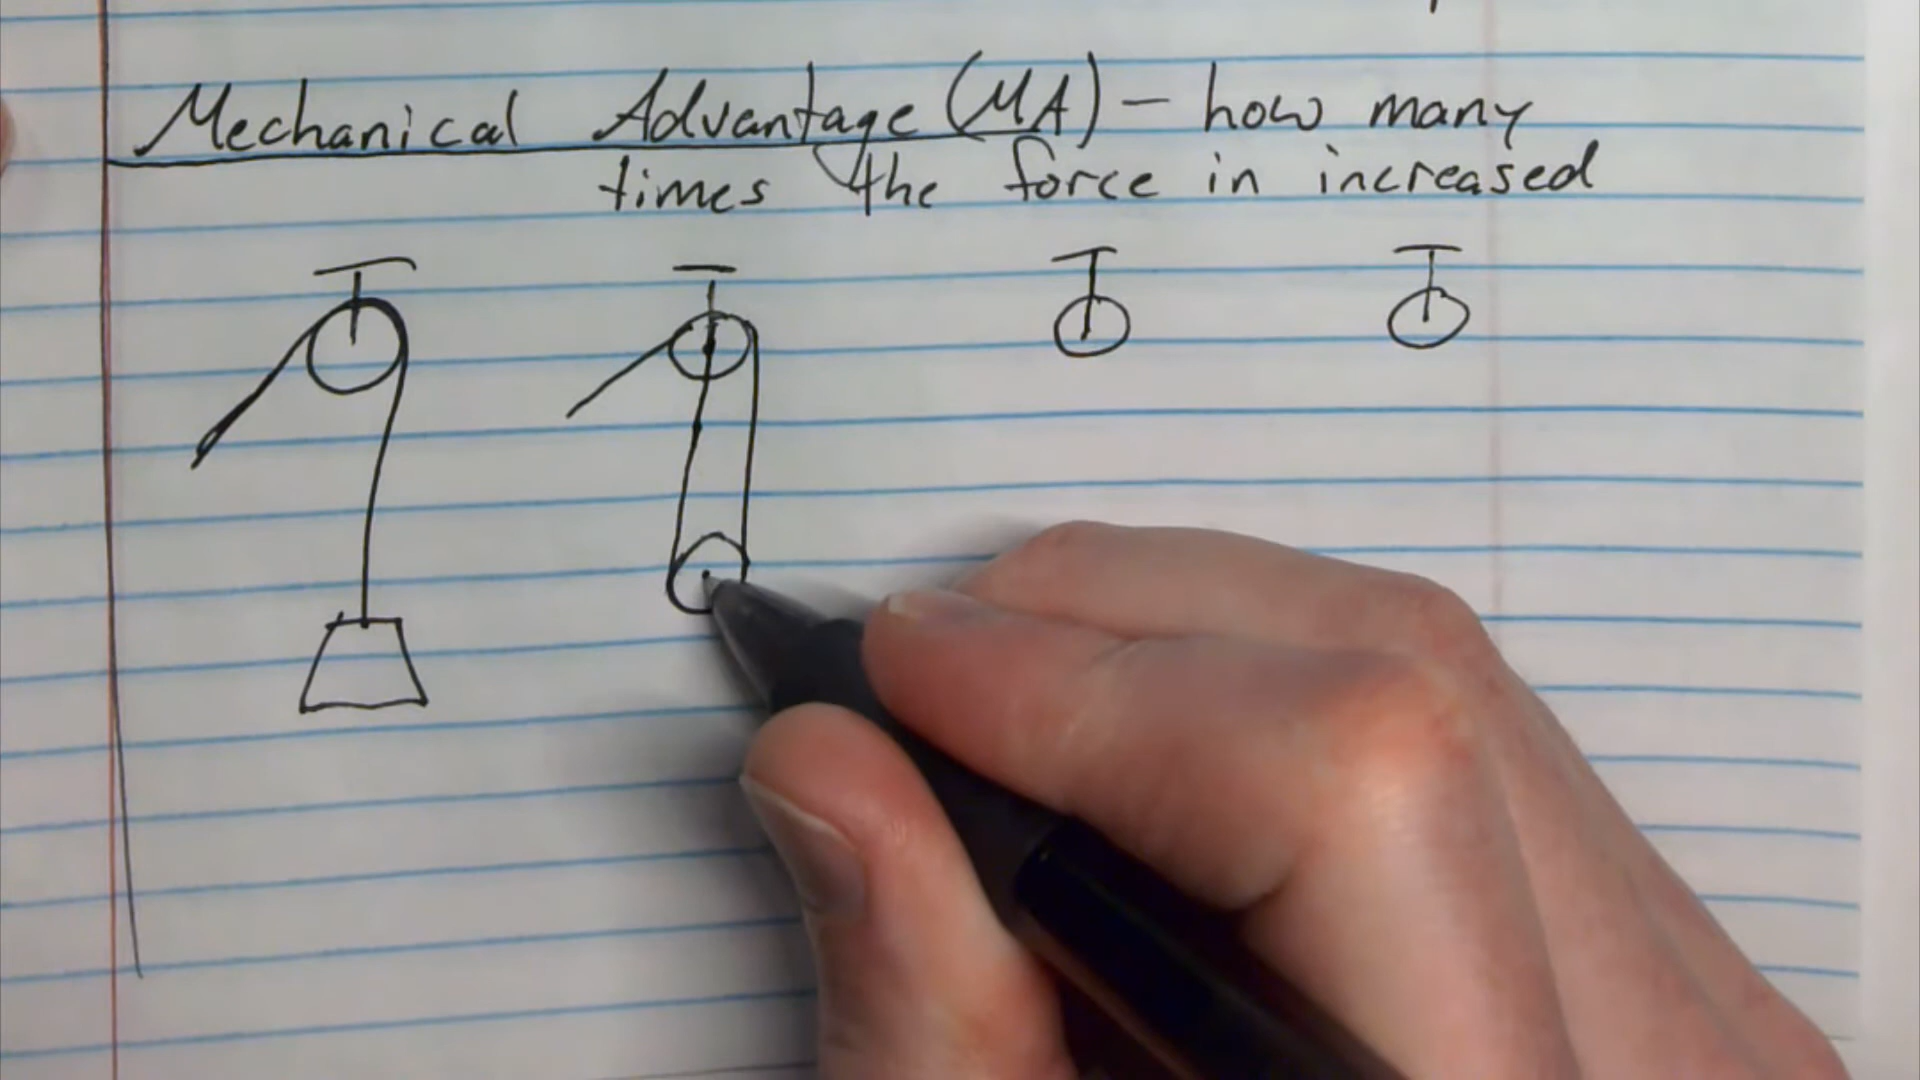 Mechanical Advantage (MA) – how many
times the force in increased